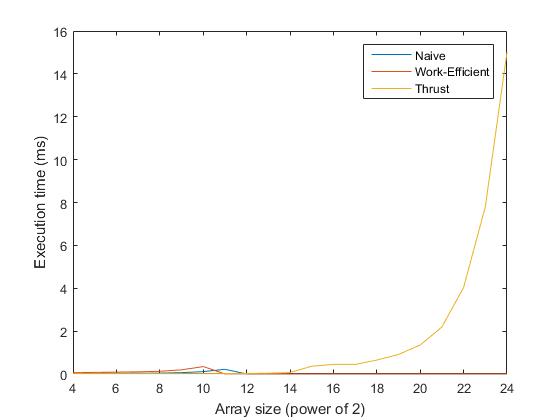 16
14
12
10
8
6
4
2
0
Execution time (ms)
Naive
Work-Efficient
Thrust
4 6 8 10 12 14 16 18 20 22 24
Array size (power of 2)